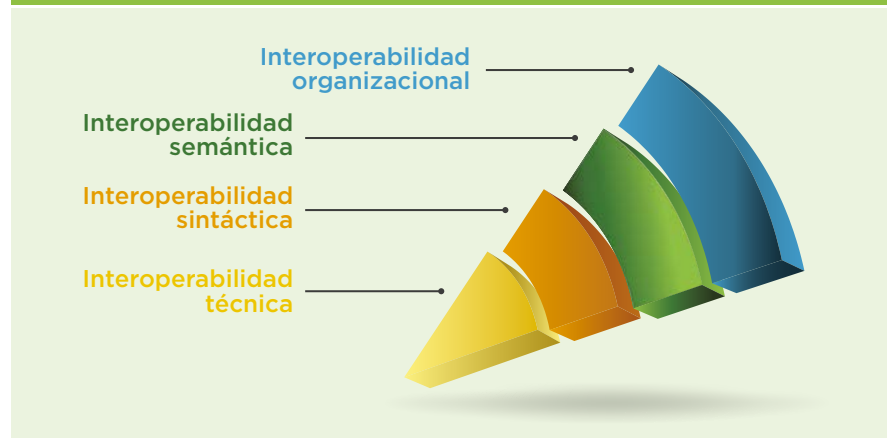 Interoperabilidad
organizacional
Interoperabilidad
semántica
Interoperabilidad
sintáctica
Interoperabilidad
técnica